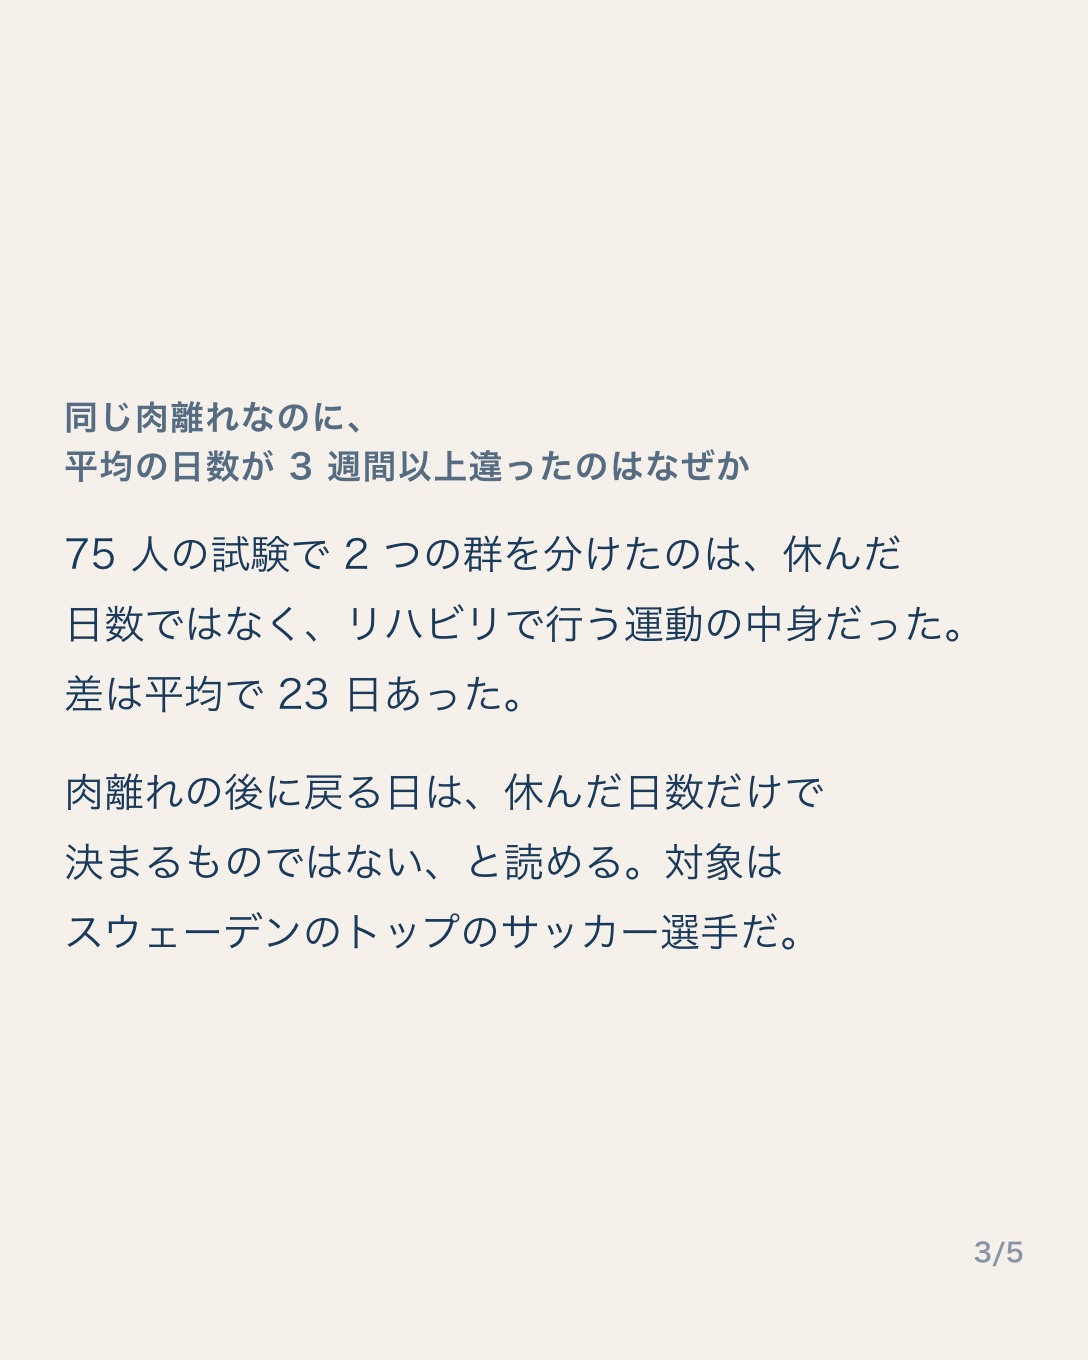 同じ肉離れなのに、
平均の日数が 3 週間以上違ったのはなぜか
75 人の試験で 2 つの群を分けたのは、休んだ
日数ではなく、リハビリで行う運動の中身だった。
差は平均で 23 日あった。
肉離れの後に戻る日は、休んだ日数だけで
決まるものではない、と読める。対象は
スウェーデンのトップのサッカー選手だ。
3/5